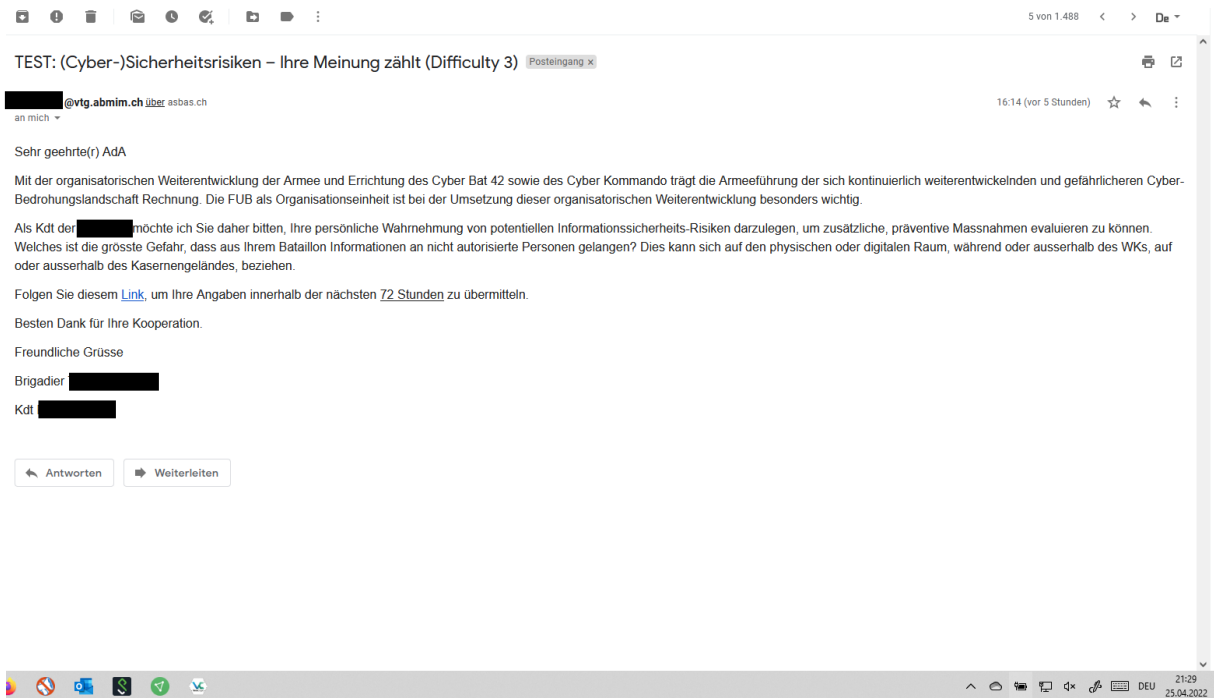 5 von 1.488
De
TEST: (Cyber-)Sicherheitsrisiken – Ihre Meinung zählt (Difficulty 3) Posteingang x
@vtg.abmim.ch über asbas.ch
16:14 (vor 5 Stunden)
an mich
Sehr geehrte(r) AdA
Mit der organisatorischen Weiterentwicklung der Armee und Errichtung des Cyber Bat 42 sowie des Cyber Kommando trägt die Armeeführung der sich kontinuierlich weiterentwickelnden und gefährlicheren Cyber-
Bedrohungslandschaft Rechnung. Die FUB als Organisationseinheit ist bei der Umsetzung dieser organisatorischen Weiterentwicklung besonders wichtig.
Als Kdt der möchte ich Sie daher bitten, Ihre persönliche Wahrnehmung von potentiellen Informationssicherheits-Risiken darzulegen, um zusätzliche, präventive Massnahmen evaluieren zu können.
Welches ist die grösste Gefahr, dass aus Ihrem Bataillon Informationen an nicht autorisierte Personen gelangen? Dies kann sich auf den physischen oder digitalen Raum, während oder ausserhalb des WKs, auf
oder ausserhalb des Kasernengeländes, beziehen.
Folgen Sie diesem Link, um Ihre Angaben innerhalb der nächsten 72 Stunden zu übermitteln.
Besten Dank für Ihre Kooperation.
Freundliche Grüsse
Brigadier
Kdt
Antworten
Weiterleiten
DEU
21:29
25.04.2022